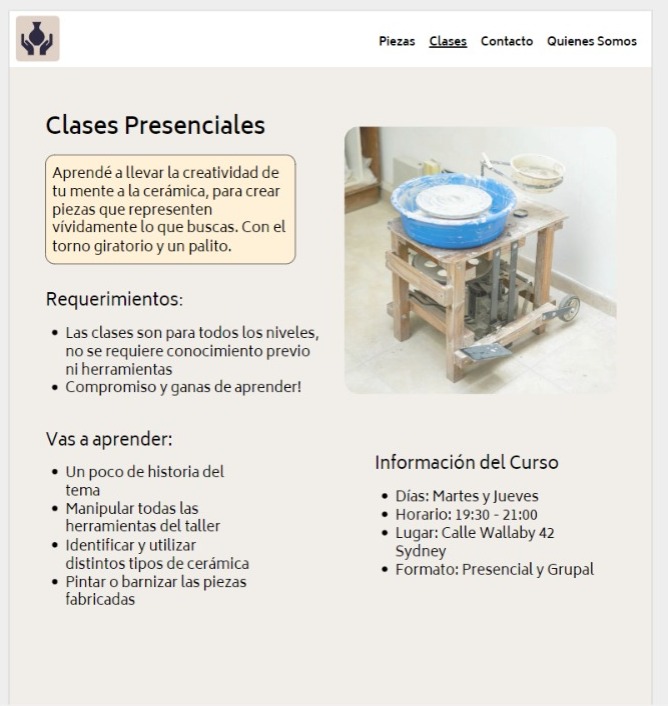 Piezas Clases Contacto Quienes Somos
Clases Presenciales
Aprendé a llevar la creatividad de
tu mente a la cerámica, para crear
piezas que representen
vívidamente lo que buscas. Con el
torno giratorio y un palito.
Requerimientos:
• Las clases son para todos los niveles,
no se requiere conocimiento previo
ni herramientas
• Compromiso y ganas de aprender!
Vas a aprender:
• Un poco de historia del
tema
• Manipular todas las
herramientas del taller
• Identificar y utilizar
distintos tipos de cerámica
• Pintar o barnizar las piezas
fabricadas
Información del Curso
• Días: Martes y Jueves
• Horario: 19:30 - 21:00
• Lugar: Calle Wallaby 42
Sydney
• Formato: Presencial y Grupal